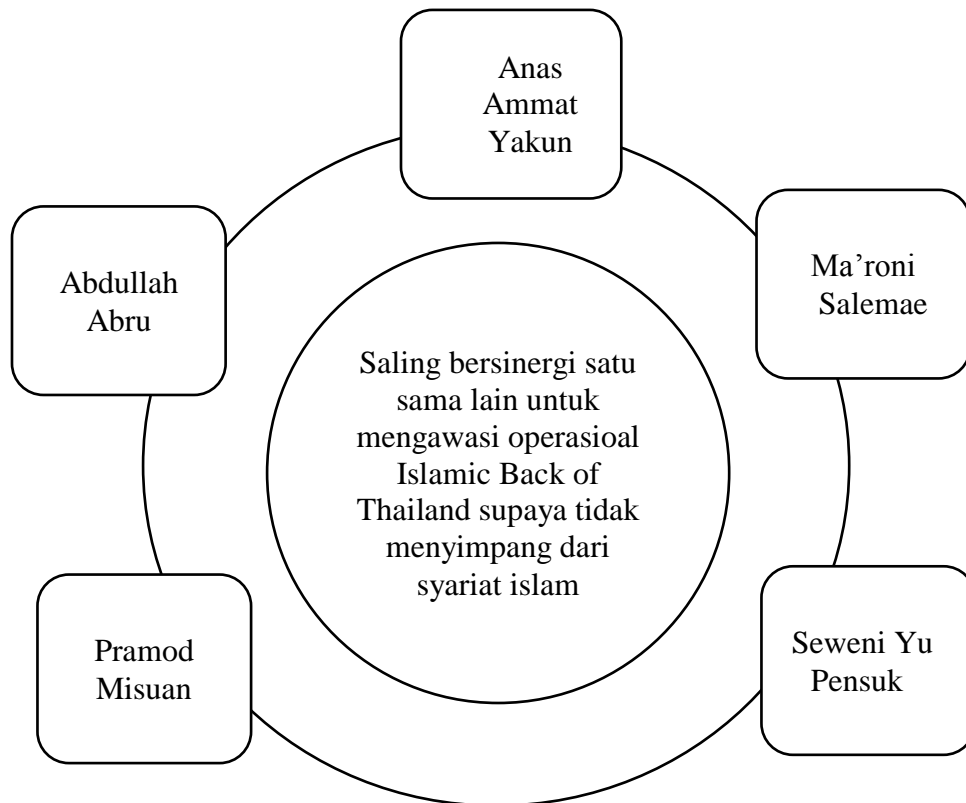 Anas
Ammat
Yakun
Abdullah
Abru
Ma’roni
Salemae
Saling bersinergi satu
sama lain untuk
mengawasi operasioal
Islamic Back of
Thailand supaya tidak
menyimpang dari
syariat islam
Pramod
Misuan
Seweni Yu
Pensuk